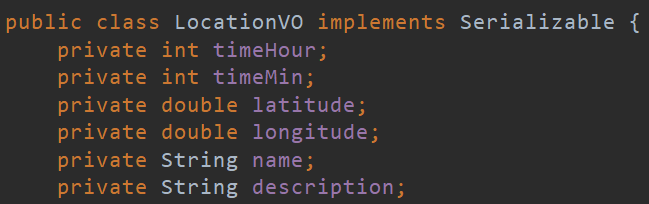 public class LocationVO implements Serializable {
    private int timeHour;
    private int timeMin;
    private double latitude;
    private double longitude;
    private String name;
    private String description;